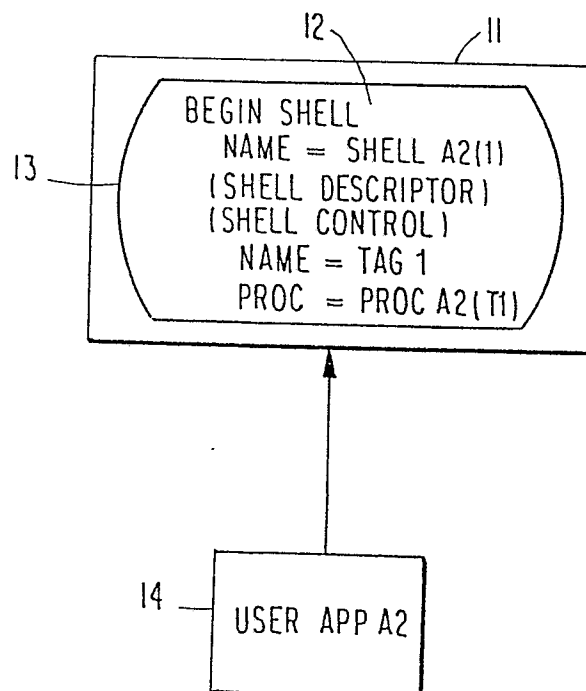 12
11
BEGIN SHELL
NAME = SHELL A2(1)
13
(SHELL DESCRIPTOR)
(SHELL CONTROL)
NAME = TAG 1
PROC = PROC A2(T1)
14
USER APP A2